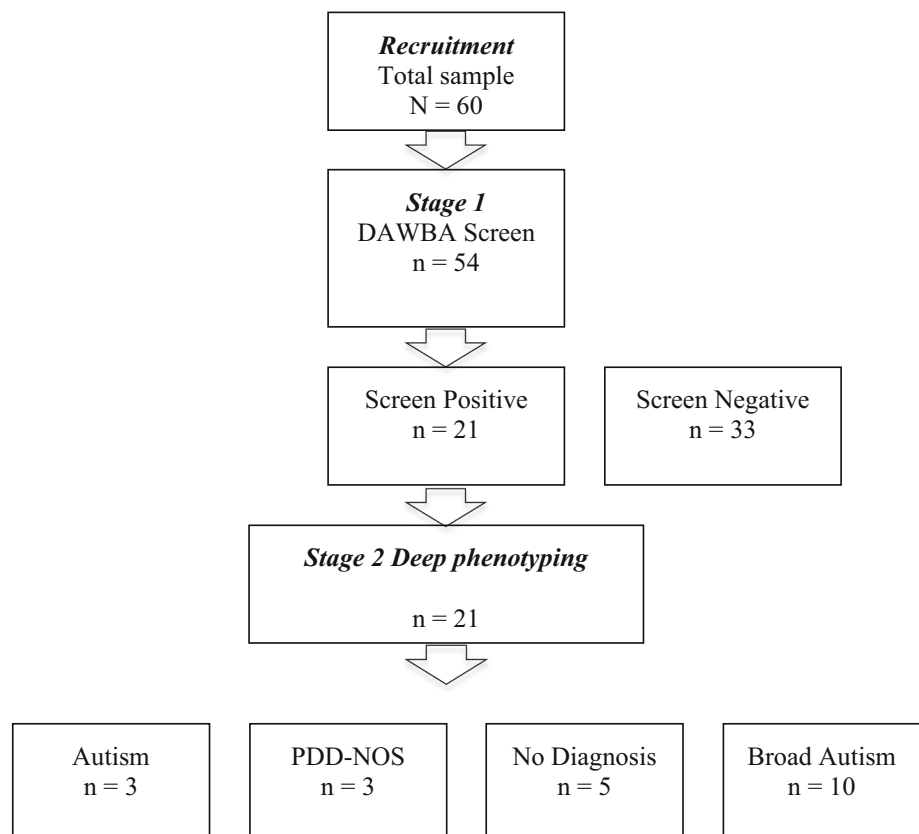 Recruitment
Total sample
N = 60
Stage 1
DAWBA Screen
n = 54
Screen Positive
n = 21
Screen Negative
n = 33
Stage 2 Deep phenotyping
n = 21
Autism
n = 3
PDD-NOS
n = 3
No Diagnosis
n = 5
Broad Autism
n = 10